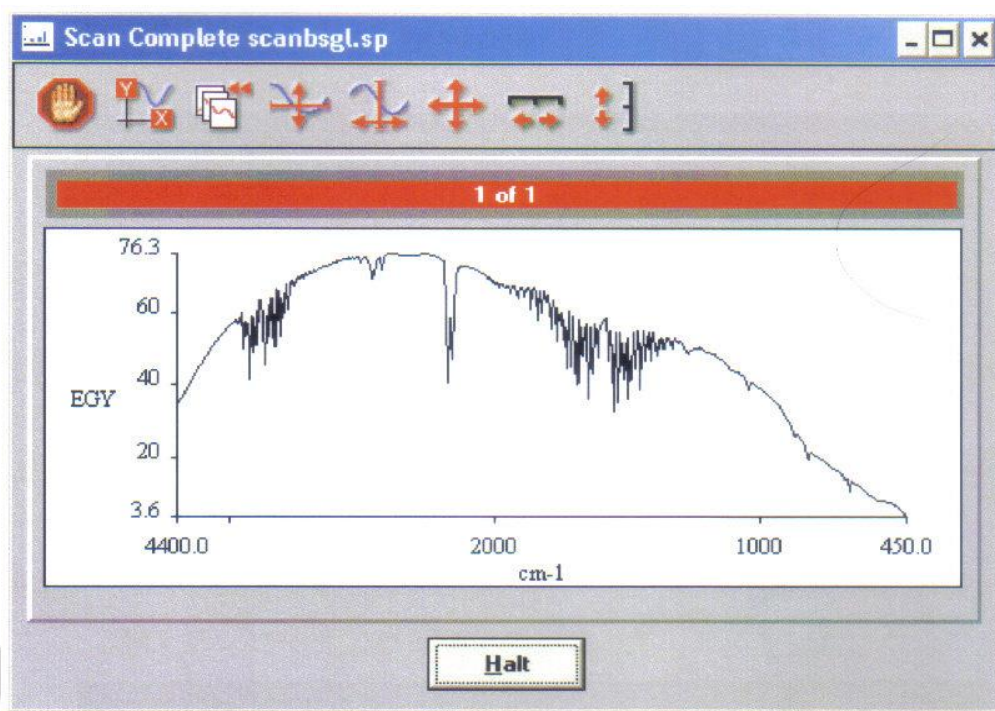 Scan Complete scanbsgl.sp
Y
X
1 of 1
76.3
60
40
EGY
20
3.6
4400.0
2000
1000
450.0
cm-1
Halt